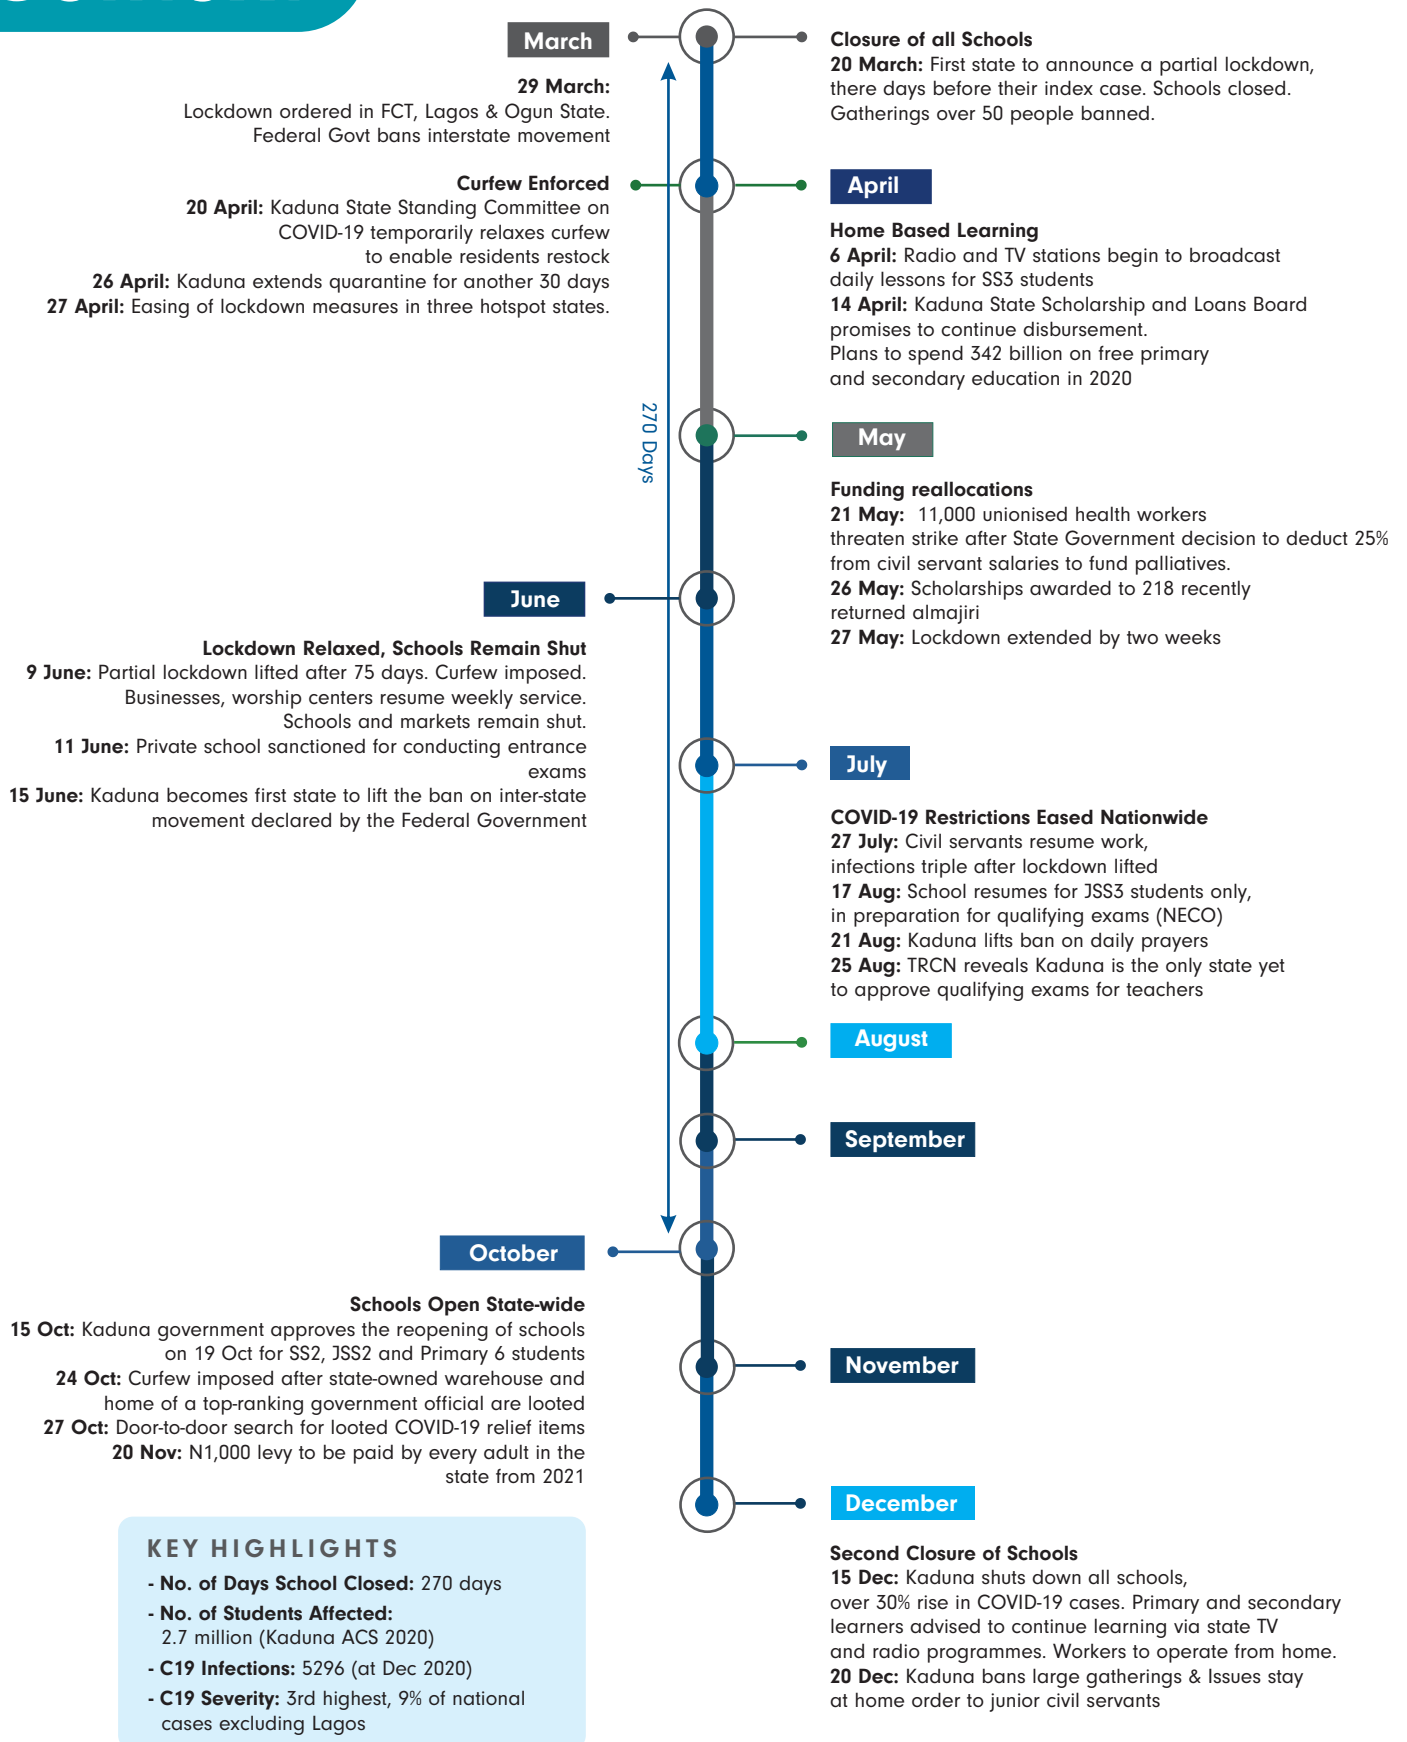 March
29 March:
Lockdown ordered in FCT, Lagos & Ogun State.
Federal Govt bans interstate movement
Closure of all Schools
20 March: First state to announce a partial lockdown,
there days before their index case. Schools closed.
Gatherings over 50 people banned.
Curfew Enforced
20 April: Kaduna State Standing Committee on
COVID-19 temporarily relaxes curfew
to enable residents restock
26 April: Kaduna extends quarantine for another 30 days
27 April: Easing of lockdown measures in three hotspot states.
April
Home Based Learning
6 April: Radio and TV stations begin to broadcast
daily lessons for SS3 students
14 April: Kaduna State Scholarship and Loans Board
promises to continue disbursement.
Plans to spend 342 billion on free primary
and secondary education in 2020
270 Days
May
Funding reallocations
21 May: 11,000 unionised health workers
threaten strike after State Government decision to deduct 25%
from civil servant salaries to fund palliatives.
26 May: Scholarships awarded to 218 recently
returned almajiri
27 May: Lockdown extended by two weeks
June
Lockdown Relaxed, Schools Remain Shut
9 June: Partial lockdown lifted after 75 days. Curfew imposed.
Businesses, worship centers resume weekly service.
Schools and markets remain shut.
11 June: Private school sanctioned for conducting entrance
exams
15 June: Kaduna becomes first state to lift the ban on inter-state
movement declared by the Federal Government
July
COVID-19 Restrictions Eased Nationwide
27 July: Civil servants resume work,
infections triple after lockdown lifted
17 Aug: School resumes for JSS3 students only,
in preparation for qualifying exams (NECO)
21 Aug: Kaduna lifts ban on daily prayers
25 Aug: TRCN reveals Kaduna is the only state yet
to approve qualifying exams for teachers
August
September
October
Schools Open State-wide
15 Oct: Kaduna government approves the reopening of schools
on 19 Oct for SS2, JSS2 and Primary 6 students
24 Oct: Curfew imposed after state-owned warehouse and
home of a top-ranking government official are looted
27 Oct: Door-to-door search for looted COVID-19 relief items
20 Nov: N1,000 levy to be paid by every adult in the
state from 2021
November
December
Second Closure of Schools
15 Dec: Kaduna shuts down all schools,
over 30% rise in COVID-19 cases. Primary and secondary
learners advised to continue learning via state TV
and radio programmes. Workers to operate from home.
20 Dec: Kaduna bans large gatherings & Issues stay
at home order to junior civil servants
KEY HIGHLIGHTS
- No. of Days School Closed: 270 days
- No. of Students Affected:
2.7 million (Kaduna ACS 2020)
- C19 Infections: 5296 (at Dec 2020)
- C19 Severity: 3rd highest, 9% of national
cases excluding Lagos